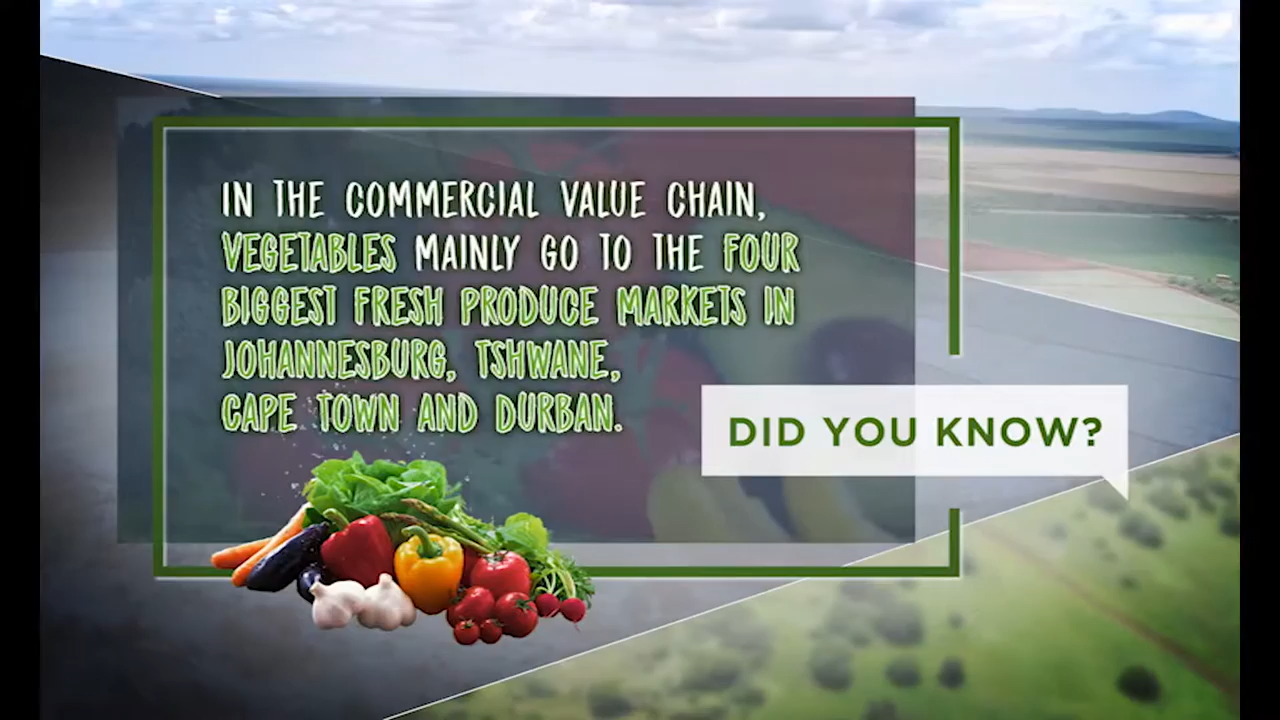 IN THE COMMERCIAL VALUE CHAIN,
VEGETABLES MAINLY GO TO THE FOUR
BIGGEST FRESH PRODUCE MARKETS IN
JOHANNESBURG, TSHWANE,
CAPE TOWN AND DURBAN.
DID YOU KNOW?